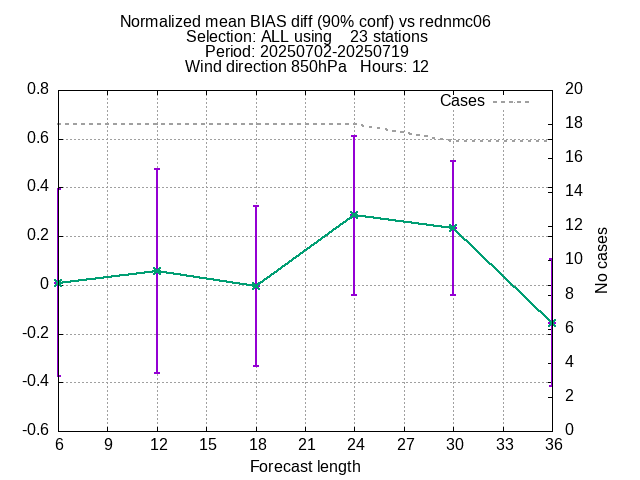 Normalized mean BIAS diff (90% conf) vs rednmc06
Selection: ALL using    23 stations
Period: 20250702-20250719
Wind direction 850hPa   Hours: 12
Cases
0.8
0.6
0.4
0.2
0
-0.2
-0.4
-0.6
20
18
16
14
12
10
8
6
4
2
0
No cases
6 9 12 15 18 21 24 27 30 33 36
Forecast length